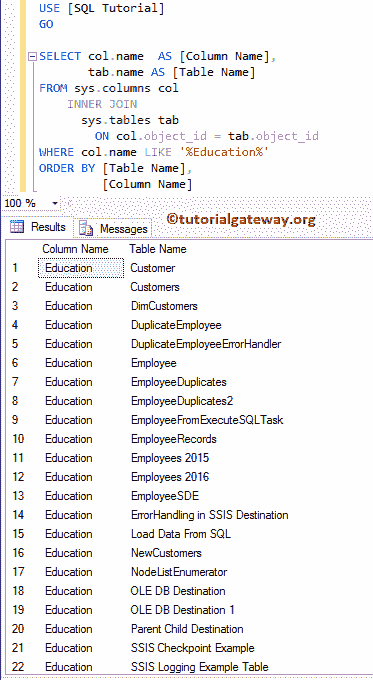 USE [SQL Tutorial]
GO
SELECT col.name  AS [Column Name],
tab.name AS [Table Name]
FROM sys.columns col
INNER JOIN
sys.tables tab
ON col.object_id = tab.object_id
WHERE col.name LIKE '%Education%'
ORDER BY [Table Name],
[Column Name]
100 %
©tutorialgateway.org
Results Messages
Column Name Table Name
1 Education Customer
2 Education Customers
3 Education DimCustomers
4 Education DuplicateEmployee
5 Education DuplicateEmployeeErrorHandler
6 Education Employee
7 Education EmployeeDuplicates
8 Education EmployeeDuplicates2
9 Education EmployeeFromExecuteSQLTask
10 Education EmployeeRecords
11 Education Employees 2015
12 Education Employees 2016
13 Education EmployeeSDE
14 Education ErrorHandling in SSIS Destination
15 Education Load Data From SQL
16 Education NewCustomers
17 Education NodeListEnumerator
18 Education OLE DB Destination
19 Education OLE DB Destination 1
20 Education Parent Child Destination
21 Education SSIS Checkpoint Example
22 Education SSIS Logging Example Table